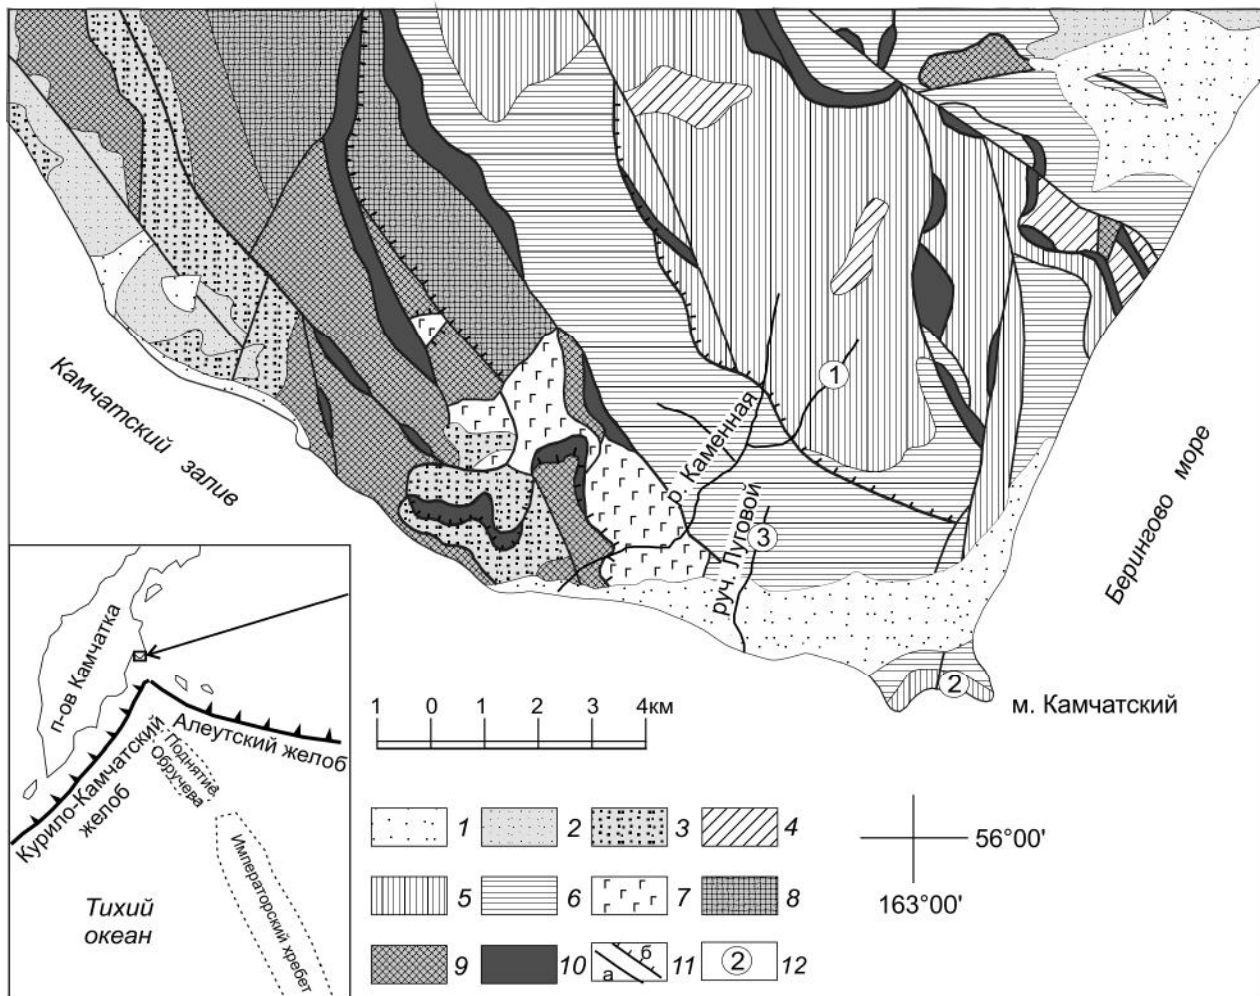 Камчатский залив
р. Каменная
руч. Луговой
1
3
2
Берингово море
м. Камчатский
п-ов Камчатка
Алеутский желоб
Курило-Камчатский
желоб
Поднятие
Обручева
Императорский хребет
Тихий
океан
1 0 1 2 3 4км
1 2 3 4
5 6 7 8
9 10 а б 11 2 12
56°00'
163°00'